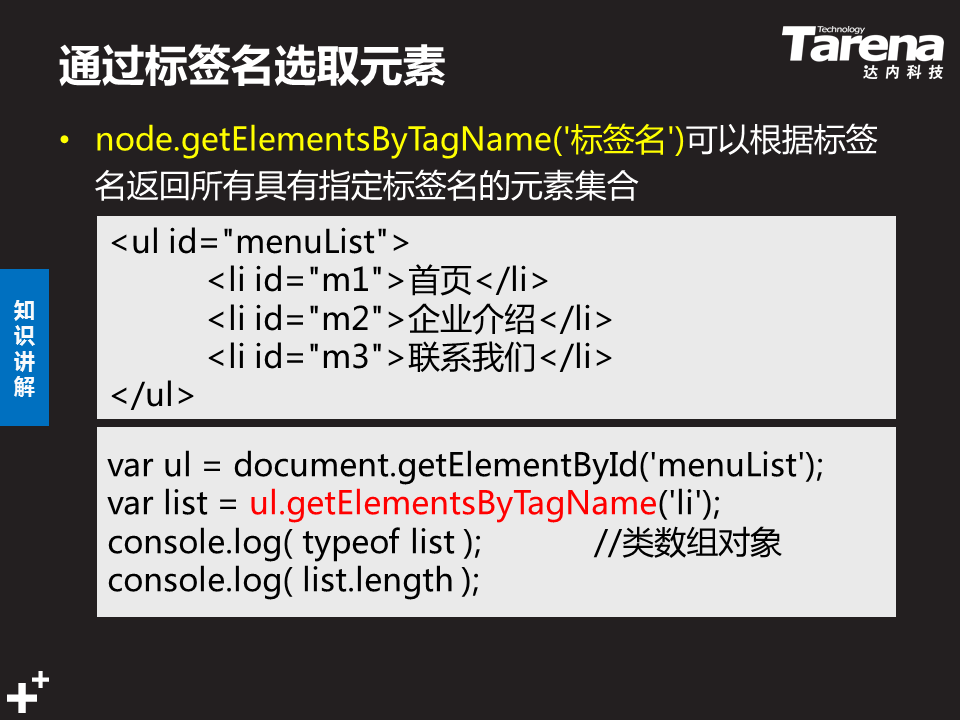 通过标签名选取元素
Technology
Tarena
达内科技
• node.getElementsByTagName('标签名')可以根据标签
名返回所有具有指定标签名的元素集合
<ul id="menuList">
<li id="m1">首页</li>
<li id="m2">企业介绍</li>
<li id="m3">联系我们</li>
</ul>
知识讲解
var ul = document.getElementById('menuList');
var list = ul.getElementsByTagName('li');
console.log( typeof list ); //类数组对象
console.log( list.length );